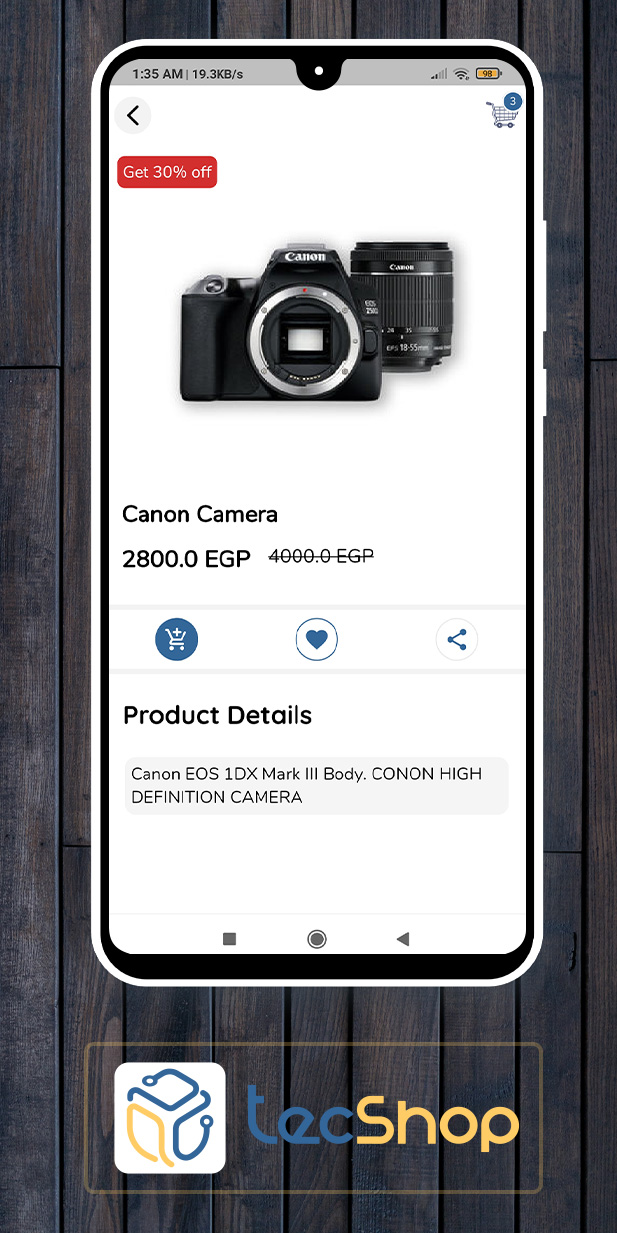 1:35 AM | 19.3KB/s
98
3
Get 30% off
Canon
Canon
EOS
250D
28 35
EFS 18-55mm
Canon Camera
2800.0 EGP 4000.0 EGP
Product Details
Canon EOS 1DX Mark III Body. CONON HIGH
DEFINITION CAMERA
tecShop